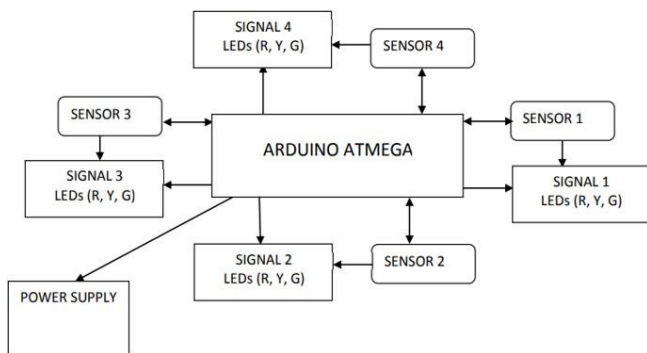 SIGNAL 4
LEDs (R, Y, G)
SENSOR 4
SENSOR 3
SENSOR 1
ARDUINO ATMEGA
SIGNAL 3
LEDs (R, Y, G)
SIGNAL 1
LEDs (R, Y, G)
SIGNAL 2
LEDs (R, Y, G)
SENSOR 2
POWER SUPPLY